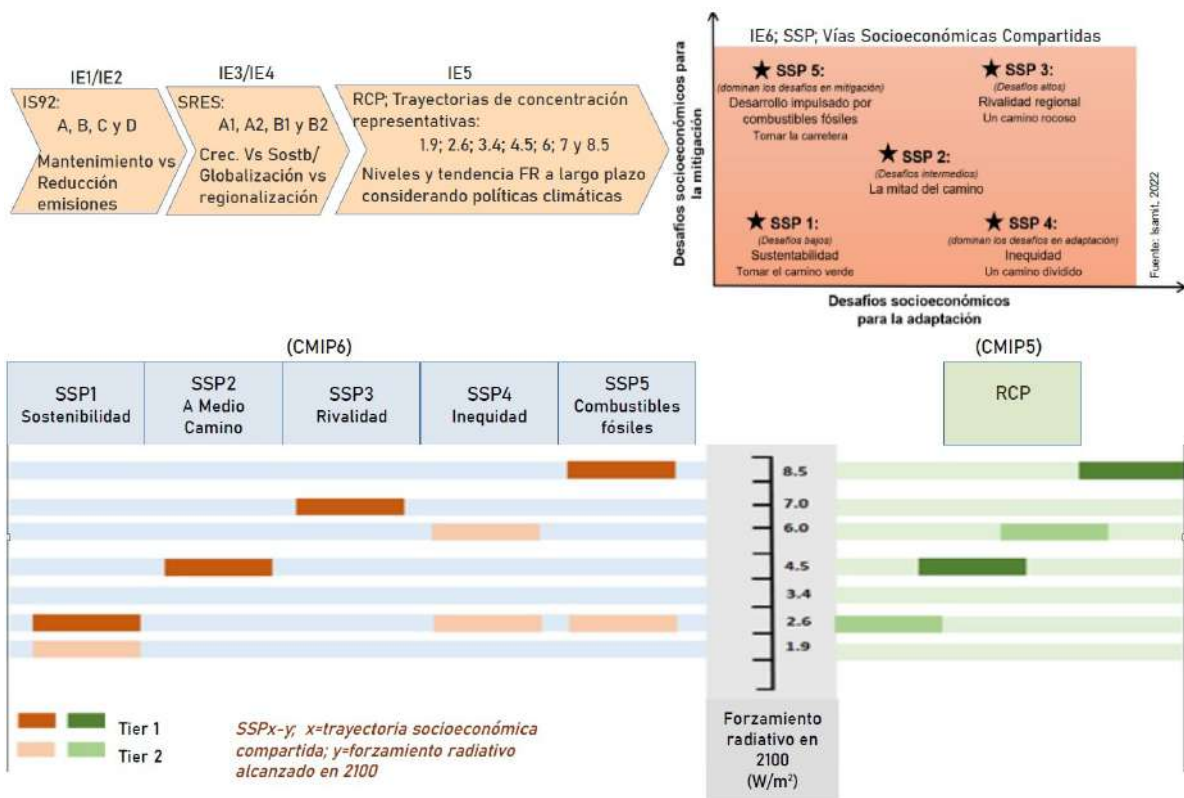 IE1/IE2
IS92:
A, B, C y D
Mantenimiento vs
Reducción
emisiones
IE3/IE4
SRES:
A1, A2, B1 y B2
Crec. Vs Sostb/
Globalización vs
regionalización
IE5
RCP; Trayectorias de concentración
representativas:
1.9; 2.6; 3.4; 4.5; 6; 7 y 8.5
Niveles y tendencia FR a largo plazo
considerando políticas climáticas
IE6; SSP; Vías Socioeconómicas Compartidas
Desafíos socioeconómicos para
la mitigación
SSP 5:
(dominan los desafíos en mitigación)
Desarrollo impulsado por
combustibles fósiles
Tomar la carretera
SSP 3:
(Desafíos altos)
Rivalidad regional
Un camino rocoso
SSP 2:
(Desafíos intermedios)
La mitad del camino
SSP 1:
(Desafíos bajos)
Sustentabilidad
Tomar el camino verde
SSP 4:
(dominan los desafíos en adaptación)
Inequidad
Un camino dividido
Fuente: Isamit, 2022
Desafíos socioeconómicos
para la adaptación
(CMIP6)
(CMIP5)
SSP1
Sostenibilidad
SSP2
A Medio
Camino
SSP3
Rivalidad
SSP4
Inequidad
SSP5
Combustibles
fósiles
RCP
8.5
7.0
6.0
4.5
3.4
2.6
1.9
Tier 1
Tier 2
SSPx-y; x=trayectoria socioeconómica
compartida; y=forzamiento radiativo
alcanzado en 2100
Forzamiento
radiativo en
2100
(W/m²)